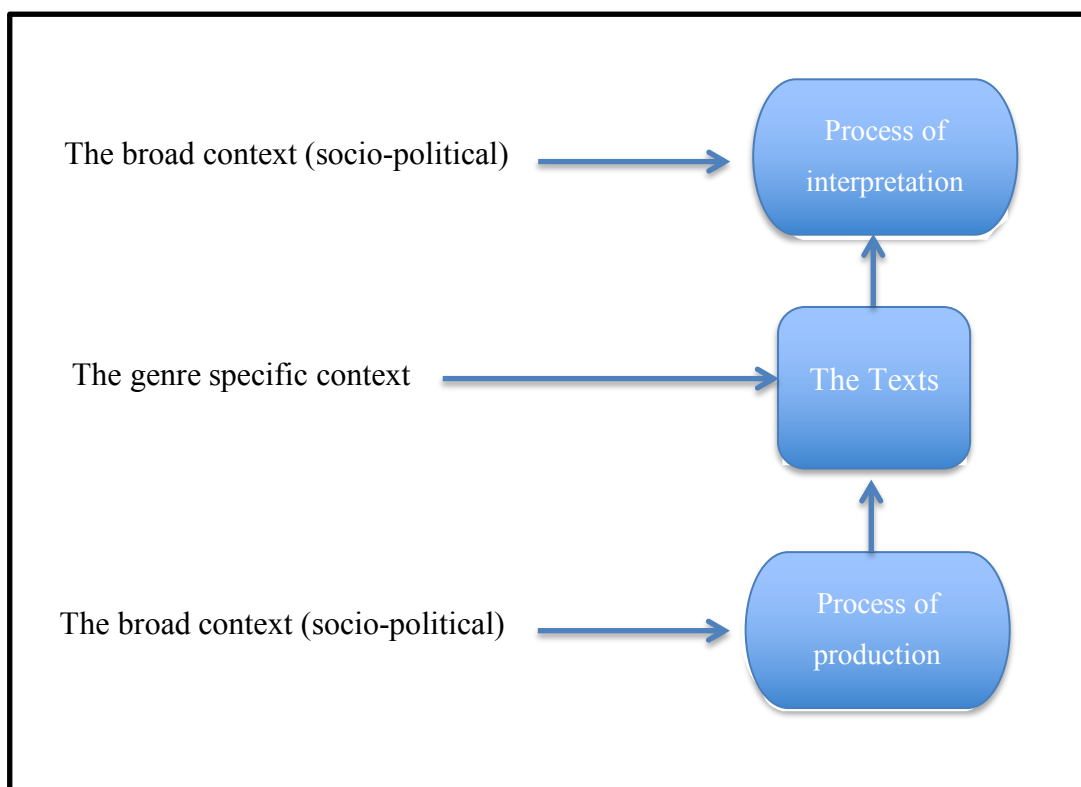 The broad context (socio-political)
Process of
interpretation
The genre specific context
The Texts
The broad context (socio-political)
Process of
production